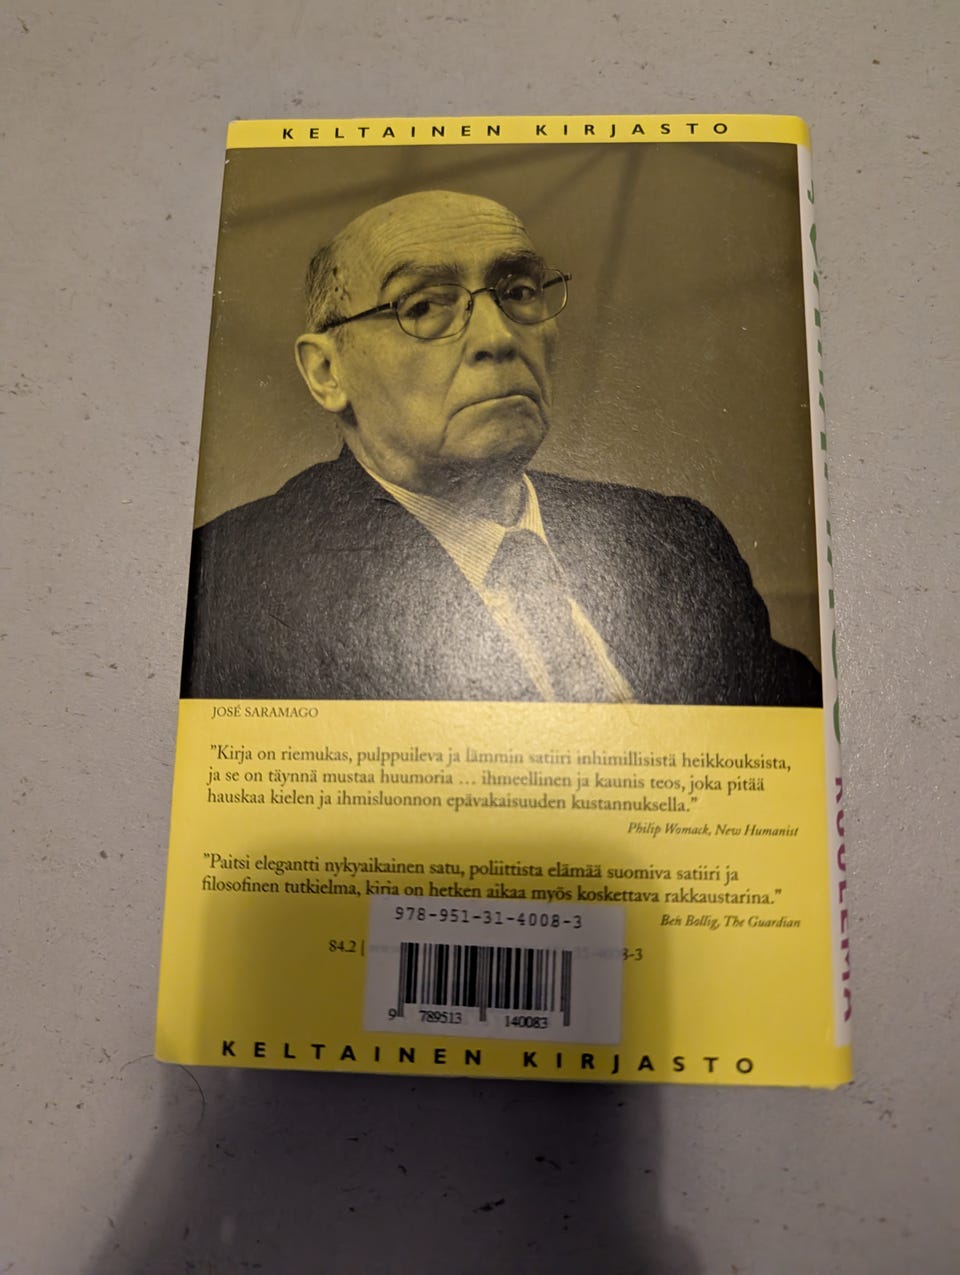 KELTAINEN KIRJASTO
JOSÉ SARAMAGO
”Kirja on riemukas, pulppuileva ja lämmin satiiri inhimillisistä heikkouksista,
ja se on täynnä mustaa huumoria ... ihmeellinen ja kaunis teos, joka pitää
hauskaa kielen ja ihmisluonnon epävakaisuuden kustannuksella.”
Philip Womack, New Humanist
”Paitsi elegantti nykyaikainen satu, poliittista elämää suomiva satiiri ja
filosofinen tutkielma, kirja on hetken aikaa myös koskettava rakkaustarina.”
Ben Bollig, The Guardian
978-951-31-4008-3
84.2 | 3-3
9 789513 140083
KELTAINEN KIRJASTO
KUOLEMA